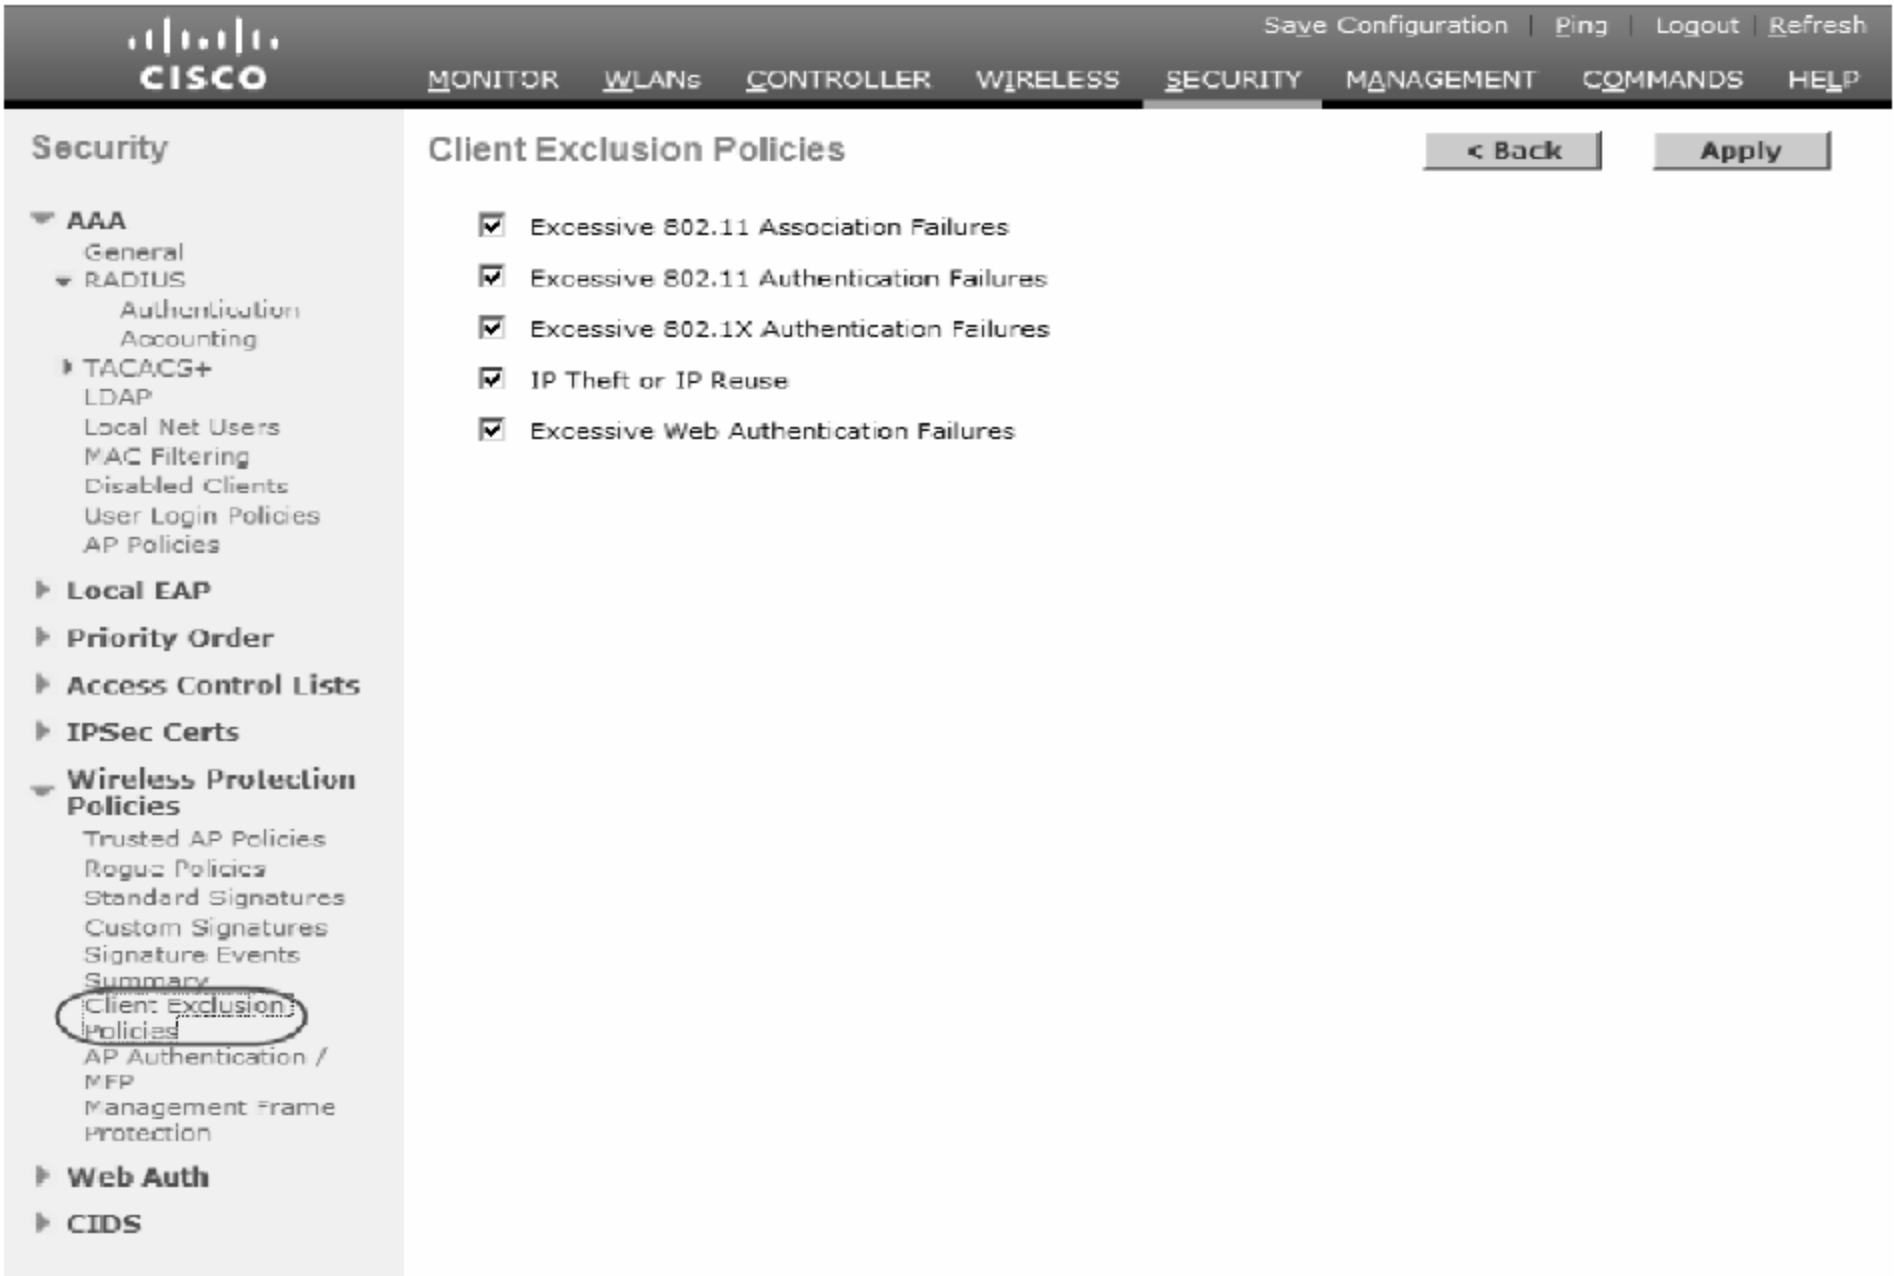 Save Configuration | Ping | Logout | Refresh
CISCO
MONITOR WLANs CONTROLLER WIRELESS SECURITY MANAGEMENT COMMANDS HELP
Security
Client Exclusion Policies
< Back
Apply
AAA
General
RADIUS
Authentication
Accounting
TACACS+
LDAP
Local Net Users
MAC Filtering
Disabled Clients
User Login Policies
AP Policies
Local EAP
Priority Order
Access Control Lists
IPSec Certs
Wireless Protection
Policies
Trusted AP Policies
Rogue Policies
Standard Signatures
Custom Signatures
Signature Events
Summary
Client Exclusion
Policies
AP Authentication /
MFP
Management Frame
Protection
Web Auth
CIDS
Excessive 802.11 Association Failures
Excessive 802.11 Authentication Failures
Excessive 802.1X Authentication Failures
IP Theft or IP Reuse
Excessive Web Authentication Failures